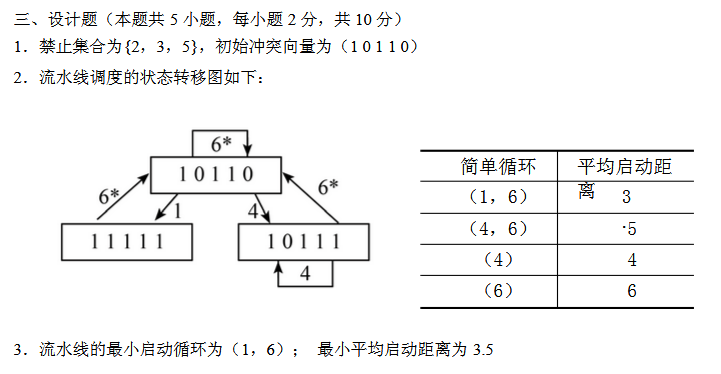 三、设计题（本题共 5 小题，每小题 2 分，共 10 分）
1．禁止集合为{2，3，5}，初始冲突向量为（1 0 1 1 0）
2．流水线调度的状态转移图如下：
6*
1 0 1 1 0
6*
1
4
6*
1 1 1 1 1
1 0 1 1 1
4
简单循环 平均启动距离
（1，6） 3
（4，6） ·5
（4） 4
（6） 6
3．流水线的最小启动循环为（1，6）； 最小平均启动距离为 3.5